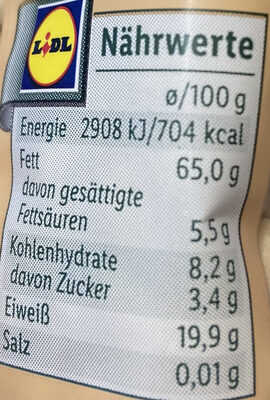 LIDL
Nährwerte
ø/100 g
Energie 2908 kJ/704 kcal
Fett 65,0 g
davon gesättigte
Fettsäuren 5,5 g
Kohlenhydrate 8,2 g
davon Zucker 3,4 g
Eiweiß 19,9 g
Salz 0,01 g